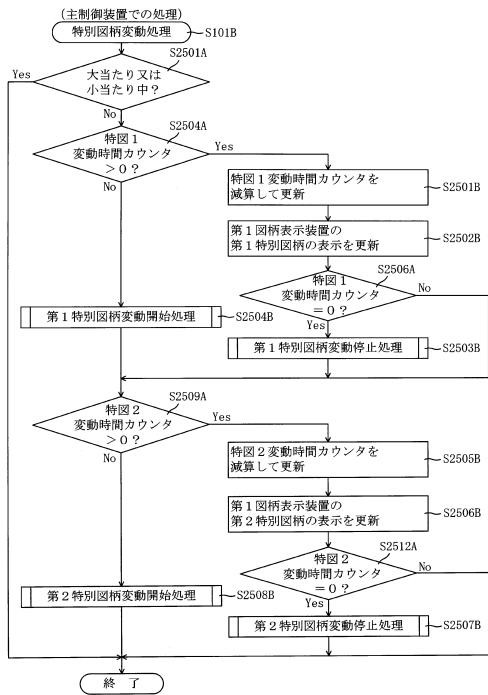 (主制御装置での処理)
特別図柄変動処理
S101B
S2501A
大当たり又は
小当たり中?
Yes
No
S2504A
特図1
変動時間カウンタ
>0?
Yes
No
特図1変動時間カウンタを
減算して更新
S2501B
第1図柄表示装置の
第1特別図柄の表示を更新
S2502B
S2506A
特図1
変動時間カウンタ
=0?
No
Yes
第1特別図柄変動開始処理
S2504B
第1特別図柄変動停止処理
S2503B
S2509A
特図2
変動時間カウンタ
>0?
Yes
No
特図2変動時間カウンタを
減算して更新
S2505B
第1図柄表示装置の
第2特別図柄の表示を更新
S2506B
S2512A
特図2
変動時間カウンタ
=0?
No
Yes
第2特別図柄変動開始処理
S2508B
第2特別図柄変動停止処理
S2507B
終了